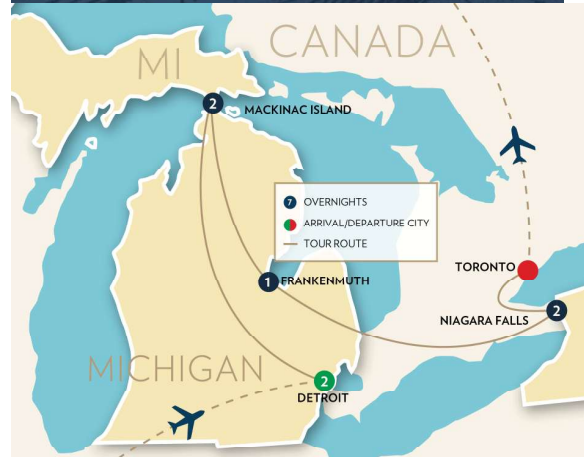 CANADA
MI
2
MACKINAC ISLAND
7 OVERNIGHTS
ARRIVAL/DEPARTURE CITY
TOUR ROUTE
TORONTO
1 FRANKENMUTH
2
NIAGARA FALLS
MICHIGAN
2
DETROIT